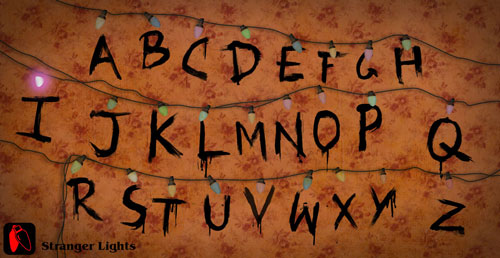 A B C D E F G H
I J K L M N O P Q
R S T U V W X Y Z
Stranger Lights